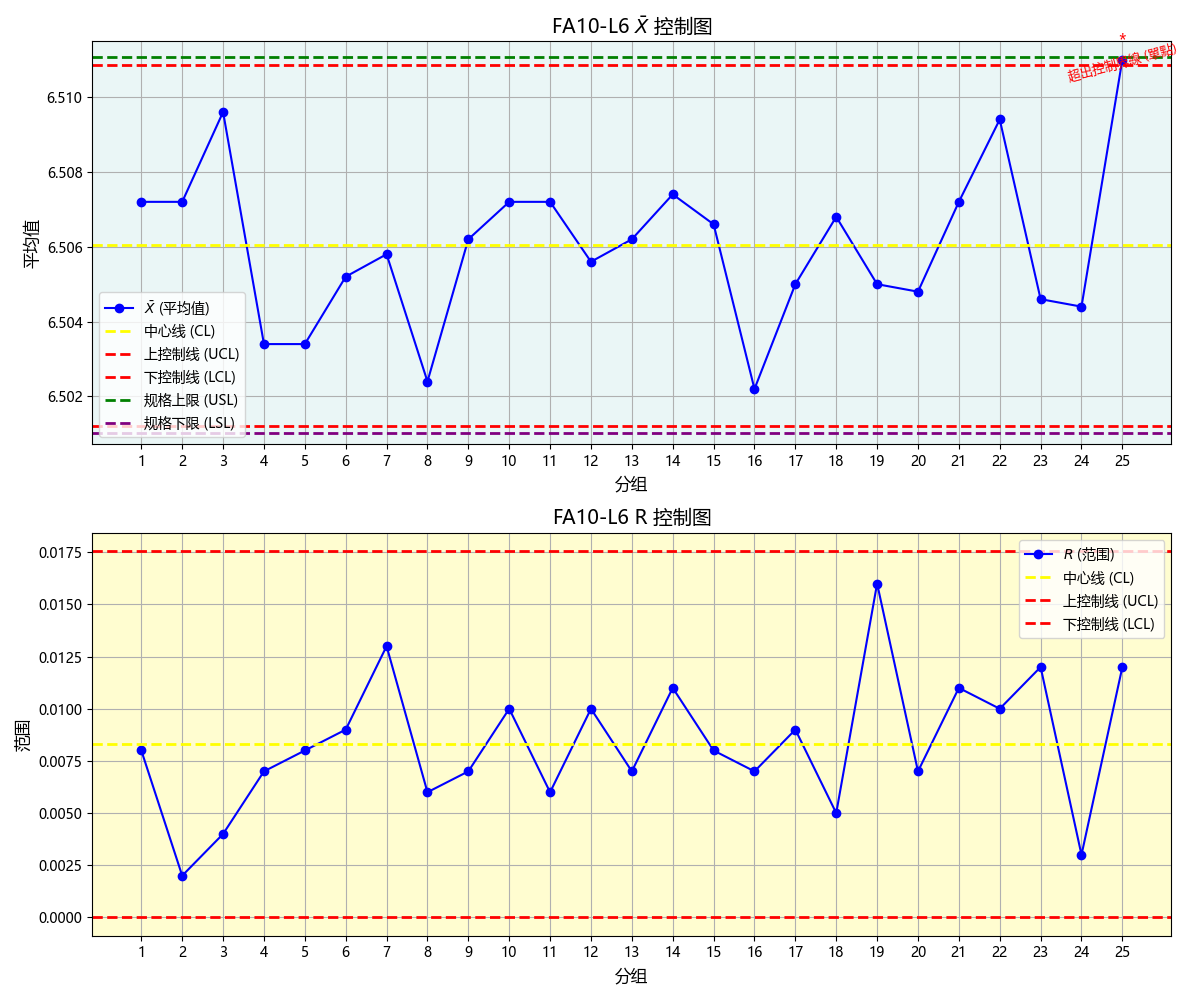 FA10-L6 X̄ 控制图
*
超出控制界線 (單點)
平均值
6.510
6.508
6.506
6.504
6.502
X̄ (平均值)
中心线 (CL)
上控制线 (UCL)
下控制线 (LCL)
规格上限 (USL)
规格下限 (LSL)
1 2 3 4 5 6 7 8 9 10 11 12 13 14 15 16 17 18 19 20 21 22 23 24 25
分组
FA10-L6 R 控制图
范围
0.0175
0.0150
0.0125
0.0100
0.0075
0.0050
0.0025
0.0000
R (范围)
中心线 (CL)
上控制线 (UCL)
下控制线 (LCL)
1 2 3 4 5 6 7 8 9 10 11 12 13 14 15 16 17 18 19 20 21 22 23 24 25
分组